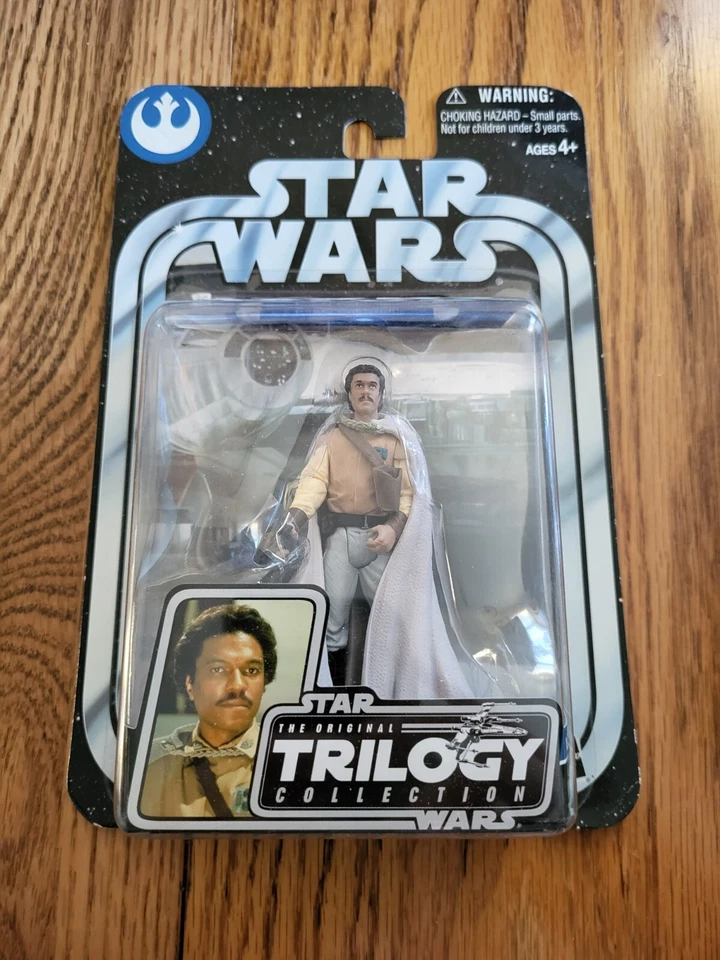 WARNING:
CHOKING HAZARD – Small parts.
Not for children under 3 years.
AGES 4+
STAR
WARS
STAR
THE ORIGINAL
TRILOGY
COLLECTION
WARS